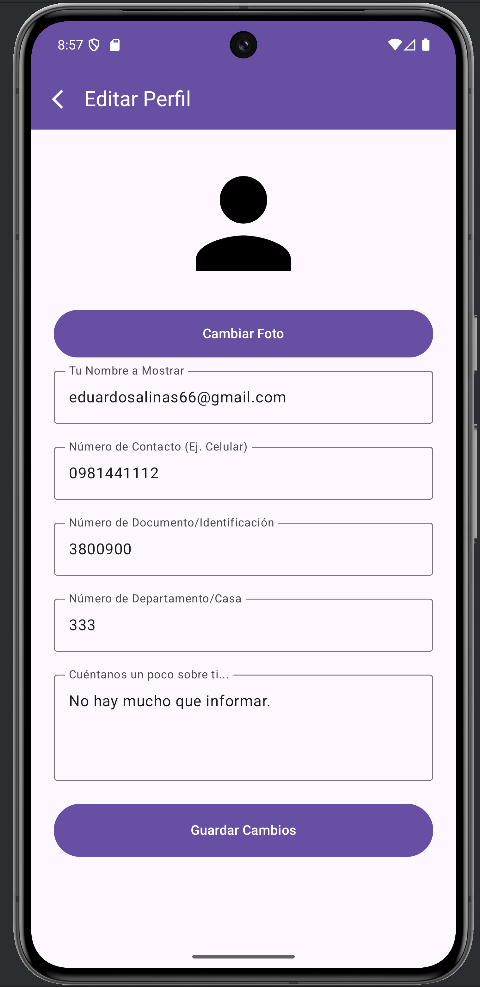 8:57
Editar Perfil
Cambiar Foto
Tu Nombre a Mostrar
eduardosalinas66@gmail.com
Número de Contacto (Ej. Celular)
0981441112
Número de Documento/Identificación
3800900
Número de Departamento/Casa
333
Cuéntanos un poco sobre ti...
No hay mucho que informar.
Guardar Cambios